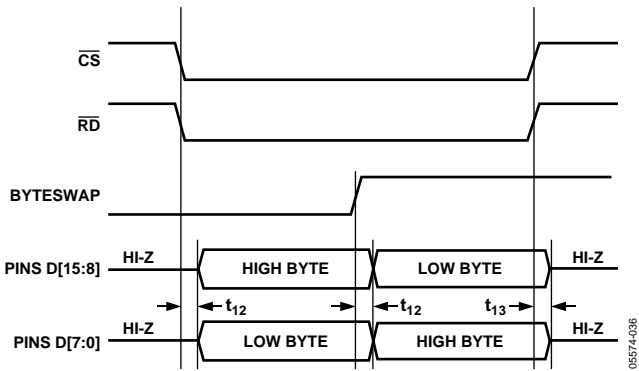 CS
RD
BYTESWAP
PINS D[15:8] HI-Z HIGH BYTE LOW BYTE HI-Z
t12 t12 t13
PINS D[7:0] HI-Z LOW BYTE HIGH BYTE HI-Z
05574-036